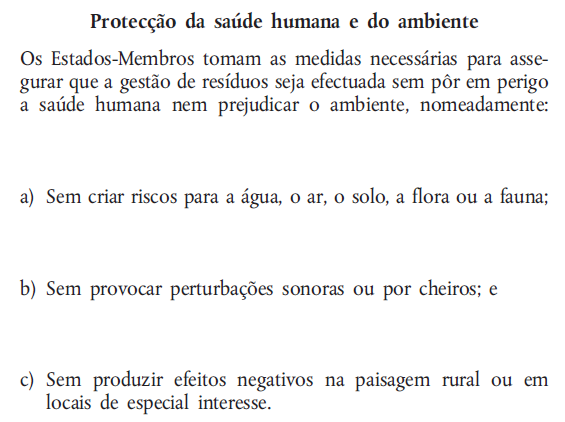 Protecção da saúde humana e do ambiente
Os Estados-Membros tomam as medidas necessárias para asse-
gurar que a gestão de resíduos seja efectuada sem pôr em perigo
a saúde humana nem prejudicar o ambiente, nomeadamente:
a) Sem criar riscos para a água, o ar, o solo, a flora ou a fauna;
b) Sem provocar perturbações sonoras ou por cheiros; e
c) Sem produzir efeitos negativos na paisagem rural ou em
locais de especial interesse.